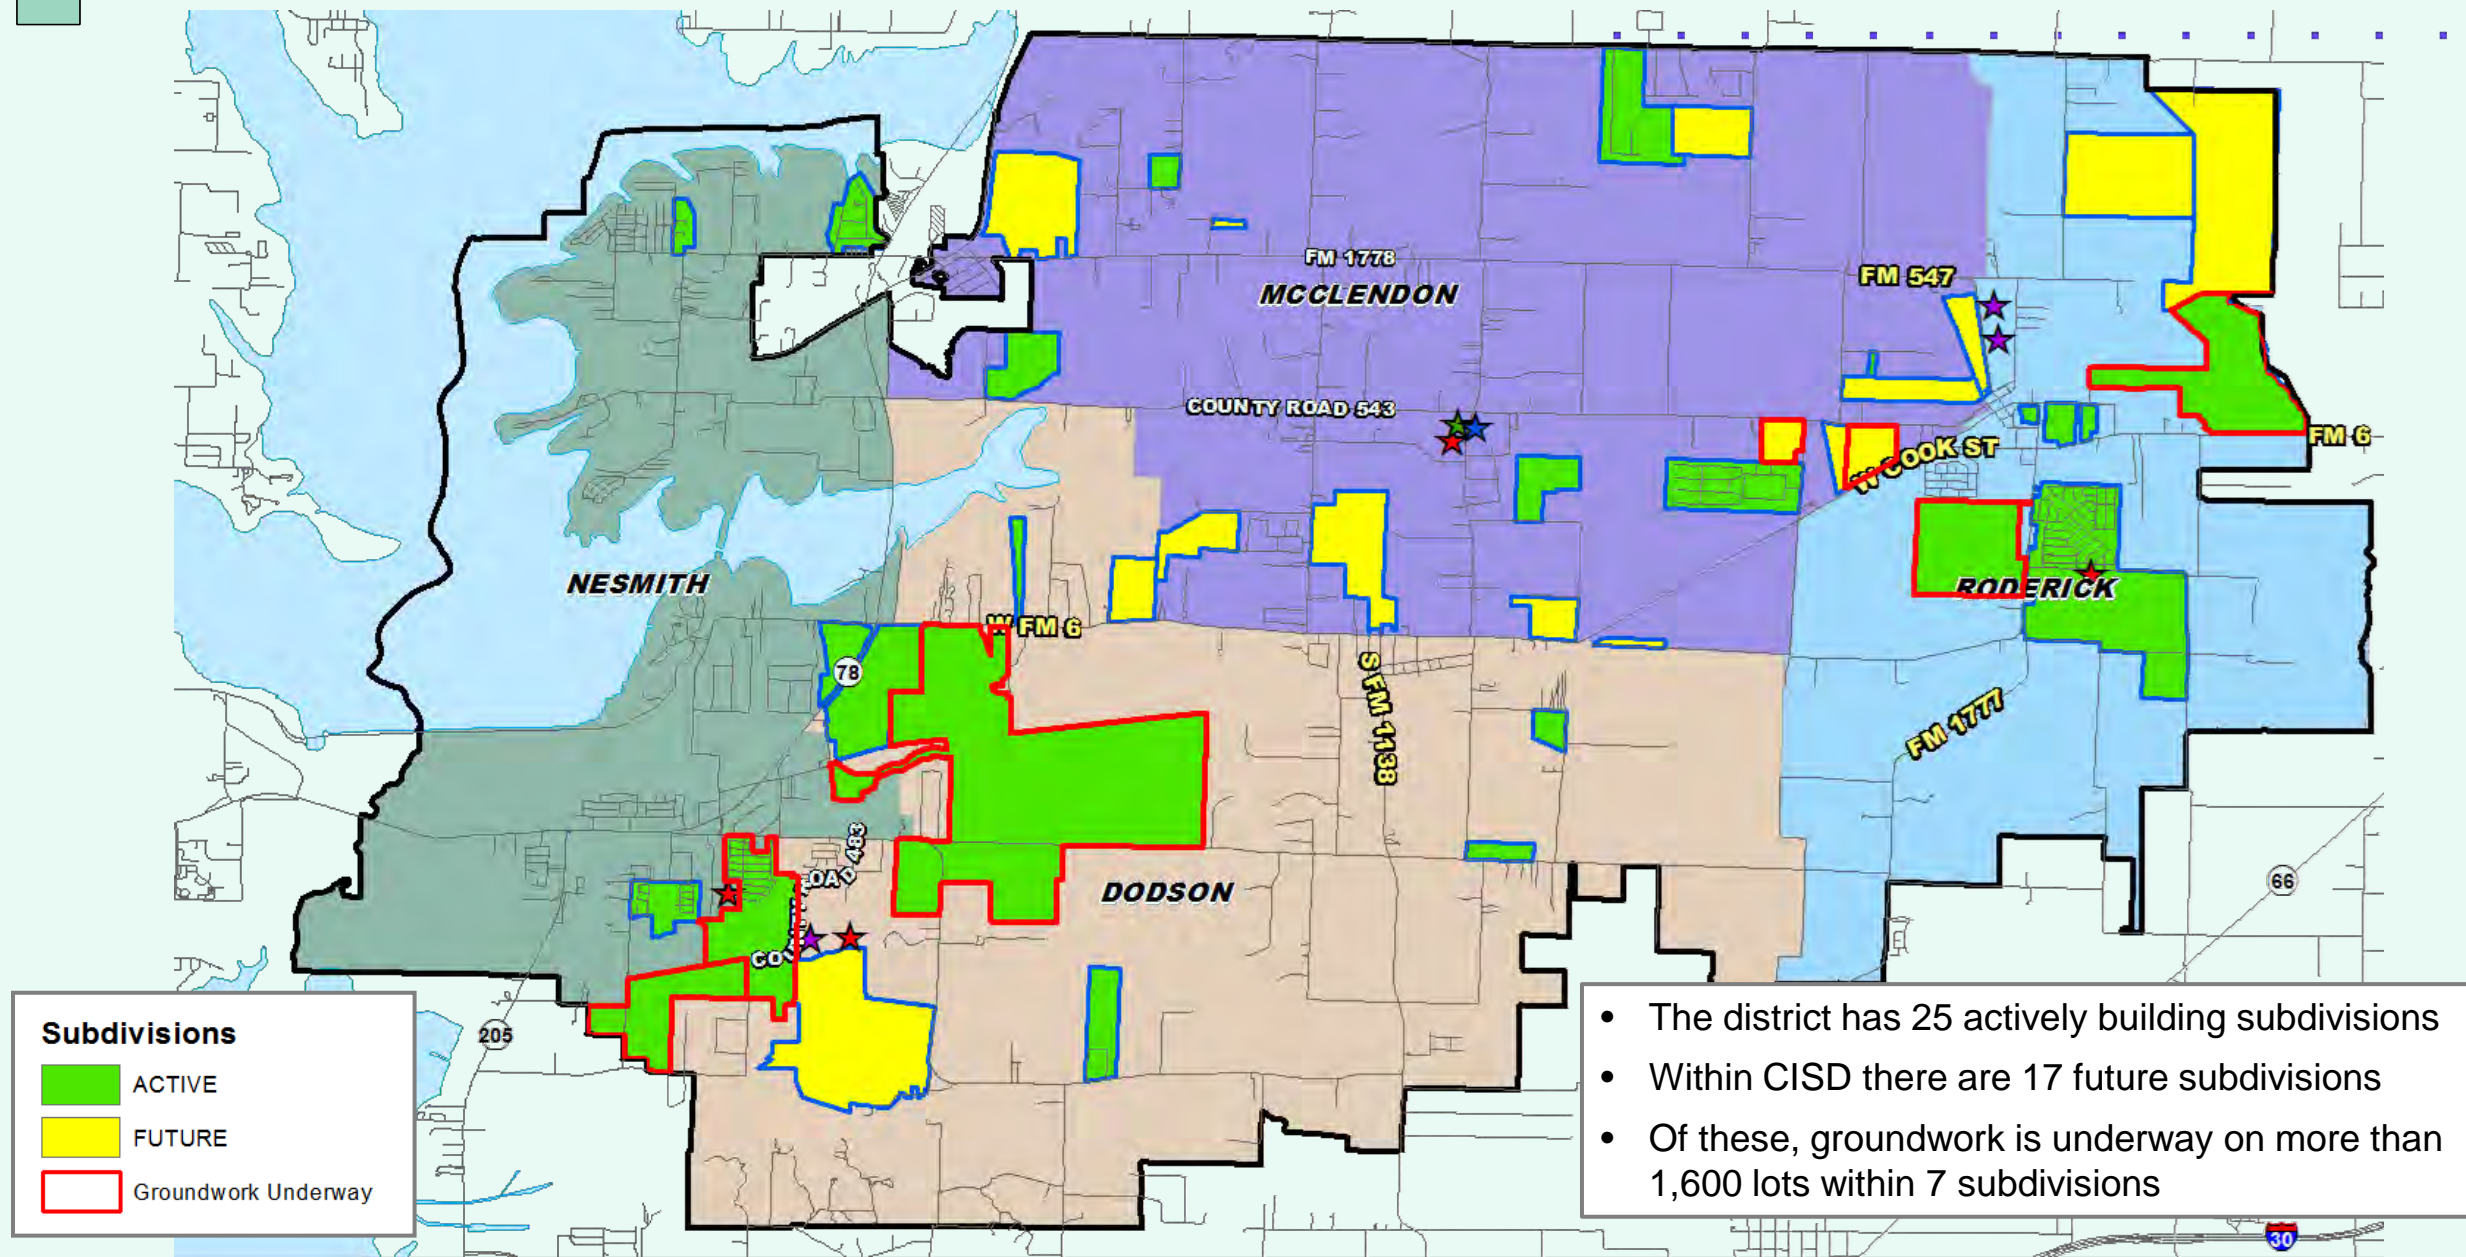 FM 1778
MCCLENDON
FM 547
COUNTY ROAD 543
FM 6
W COOK ST
NESMITH
RODERICK
W FM 6
78
S FM 1138
FM 1777
DODSON
66
205
30
Subdivisions
ACTIVE
FUTURE
Groundwork Underway
• The district has 25 actively building subdivisions
• Within CISD there are 17 future subdivisions
• Of these, groundwork is underway on more than
1,600 lots within 7 subdivisions